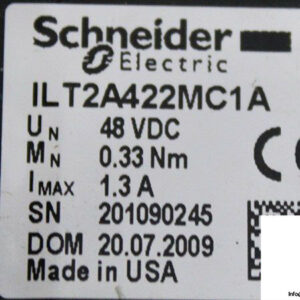 Schneider
Electric
ILT2A422MC1A
UN 48 VDC
MN 0.33 Nm
IMAX 1.3 A
SN 201090245
DOM 20.07.2009
Made in USA